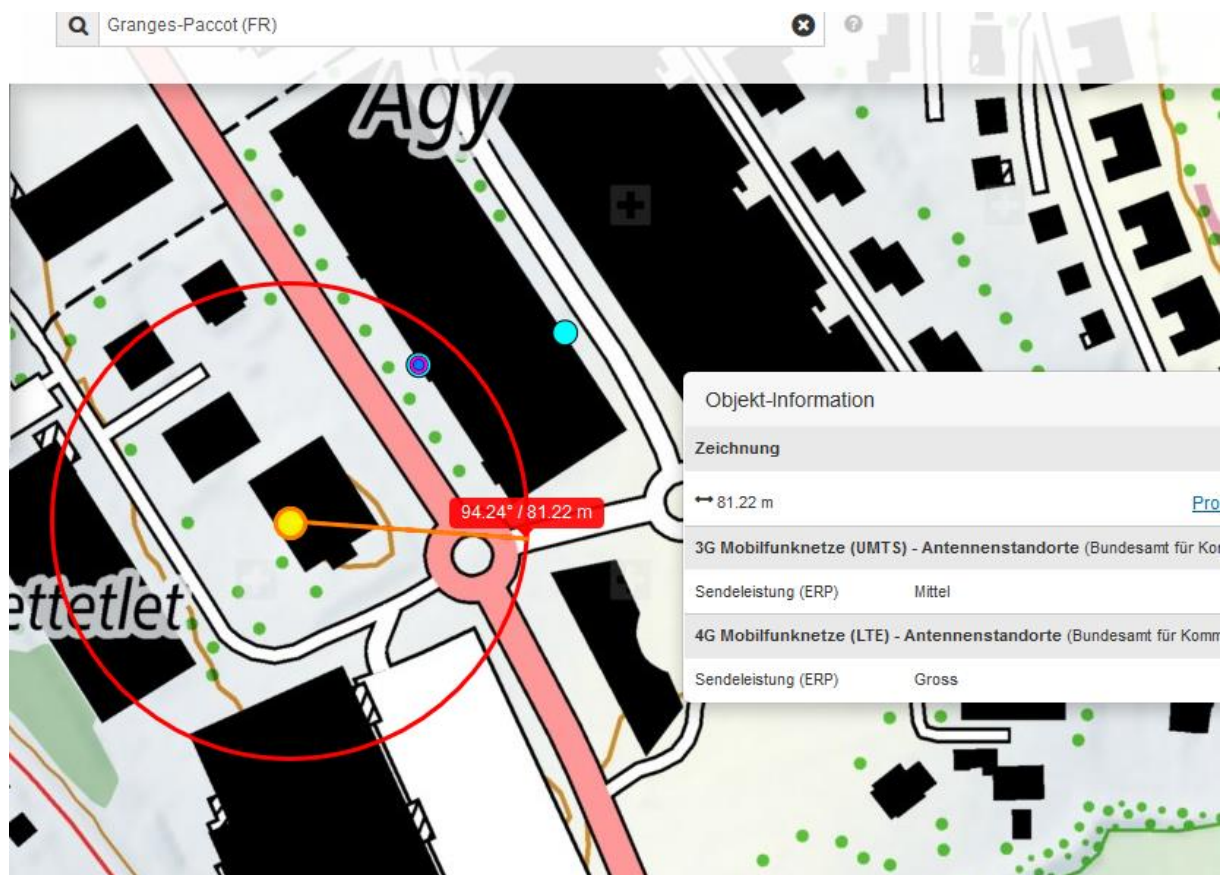 Granges-Paccot (FR)
Agy
94.24° / 81.22 m
ettetlet
Objekt-Information
Zeichnung
81.22 m
Pro
3G Mobilfunknetze (UMTS) - Antennenstandorte (Bundesamt für Kor
Sendeleistung (ERP) Mittel
4G Mobilfunknetze (LTE) - Antennenstandorte (Bundesamt für Komm
Sendeleistung (ERP) Gross